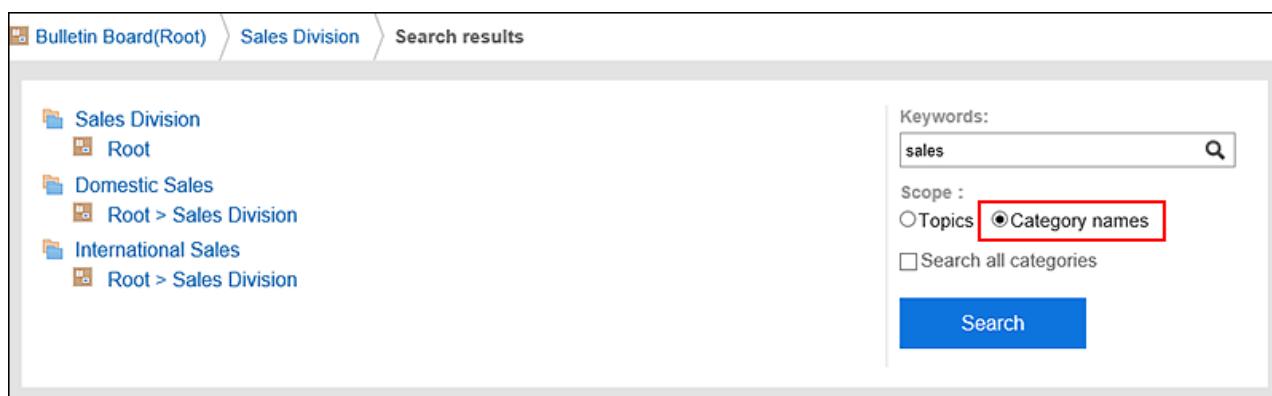 Bulletin Board(Root) Sales Division Search results
Sales Division
Root
Domestic Sales
Root > Sales Division
International Sales
Root > Sales Division
Keywords:
sales
Scope :
Topics Category names
Search all categories
Search